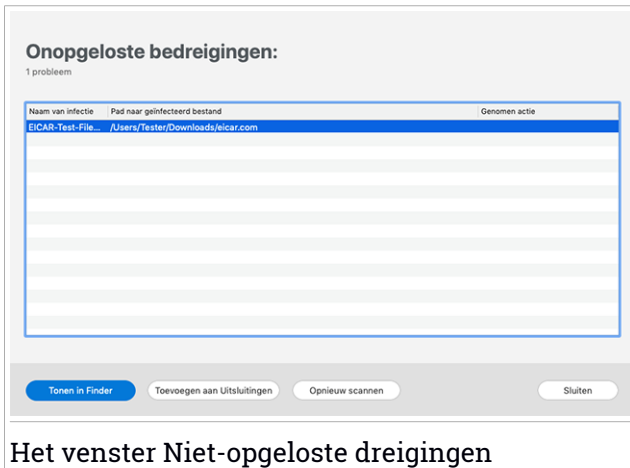 Onopgeloste bedreigingen:
1 probleem
Naam van infectie Pad naar geïnfecteerd bestand Genomen actie
EICAR-Test-File... /Users/Tester/Downloads/eicar.com
Tonen in Finder Toevoegen aan Uitsluitingen Opnieuw scannen Sluiten
Het venster Niet-opgeloste dreigingen